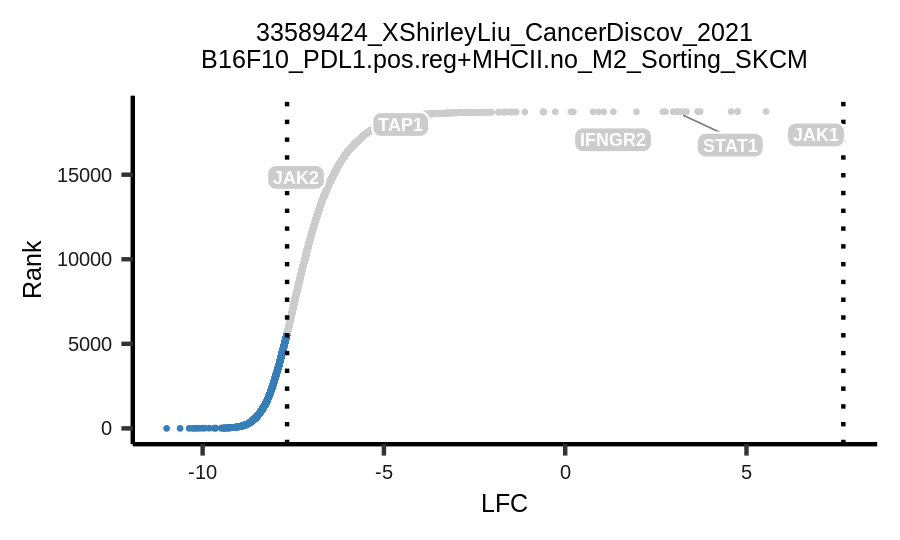 33589424_XShirleyLiu_CancerDiscov_2021
B16F10_PDL1.pos.reg+MHCII.no_M2_Sorting_SKCM
TAP1
IFNGR2
STAT1
JAK1
JAK2
15000
10000
5000
0
Rank
-10
-5
0
5
LFC